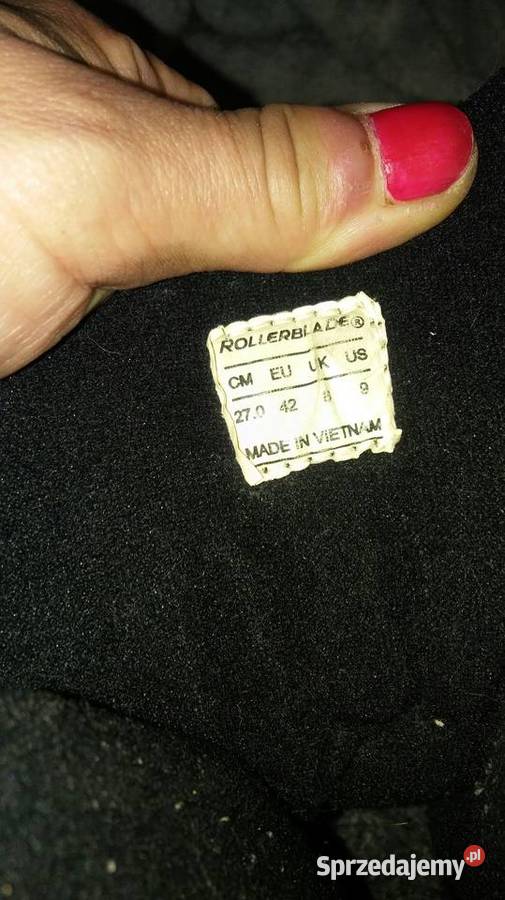 ROLLERBLADE®
CM EU UK US
27.0 42 8 9
MADE IN VIETNAM
Sprzedajemy.pl